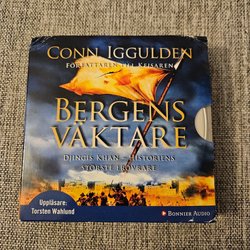 CONN IGGULDEN
FÖRFATTAREN TILL KEJSAREN
BERGENS
VÄKTARE
DJINGIS KHAN – HISTORIENS
STÖRSTE ERÖVRARE
Uppläsare:
Torsten Wahlund
BONNIER AUDIO